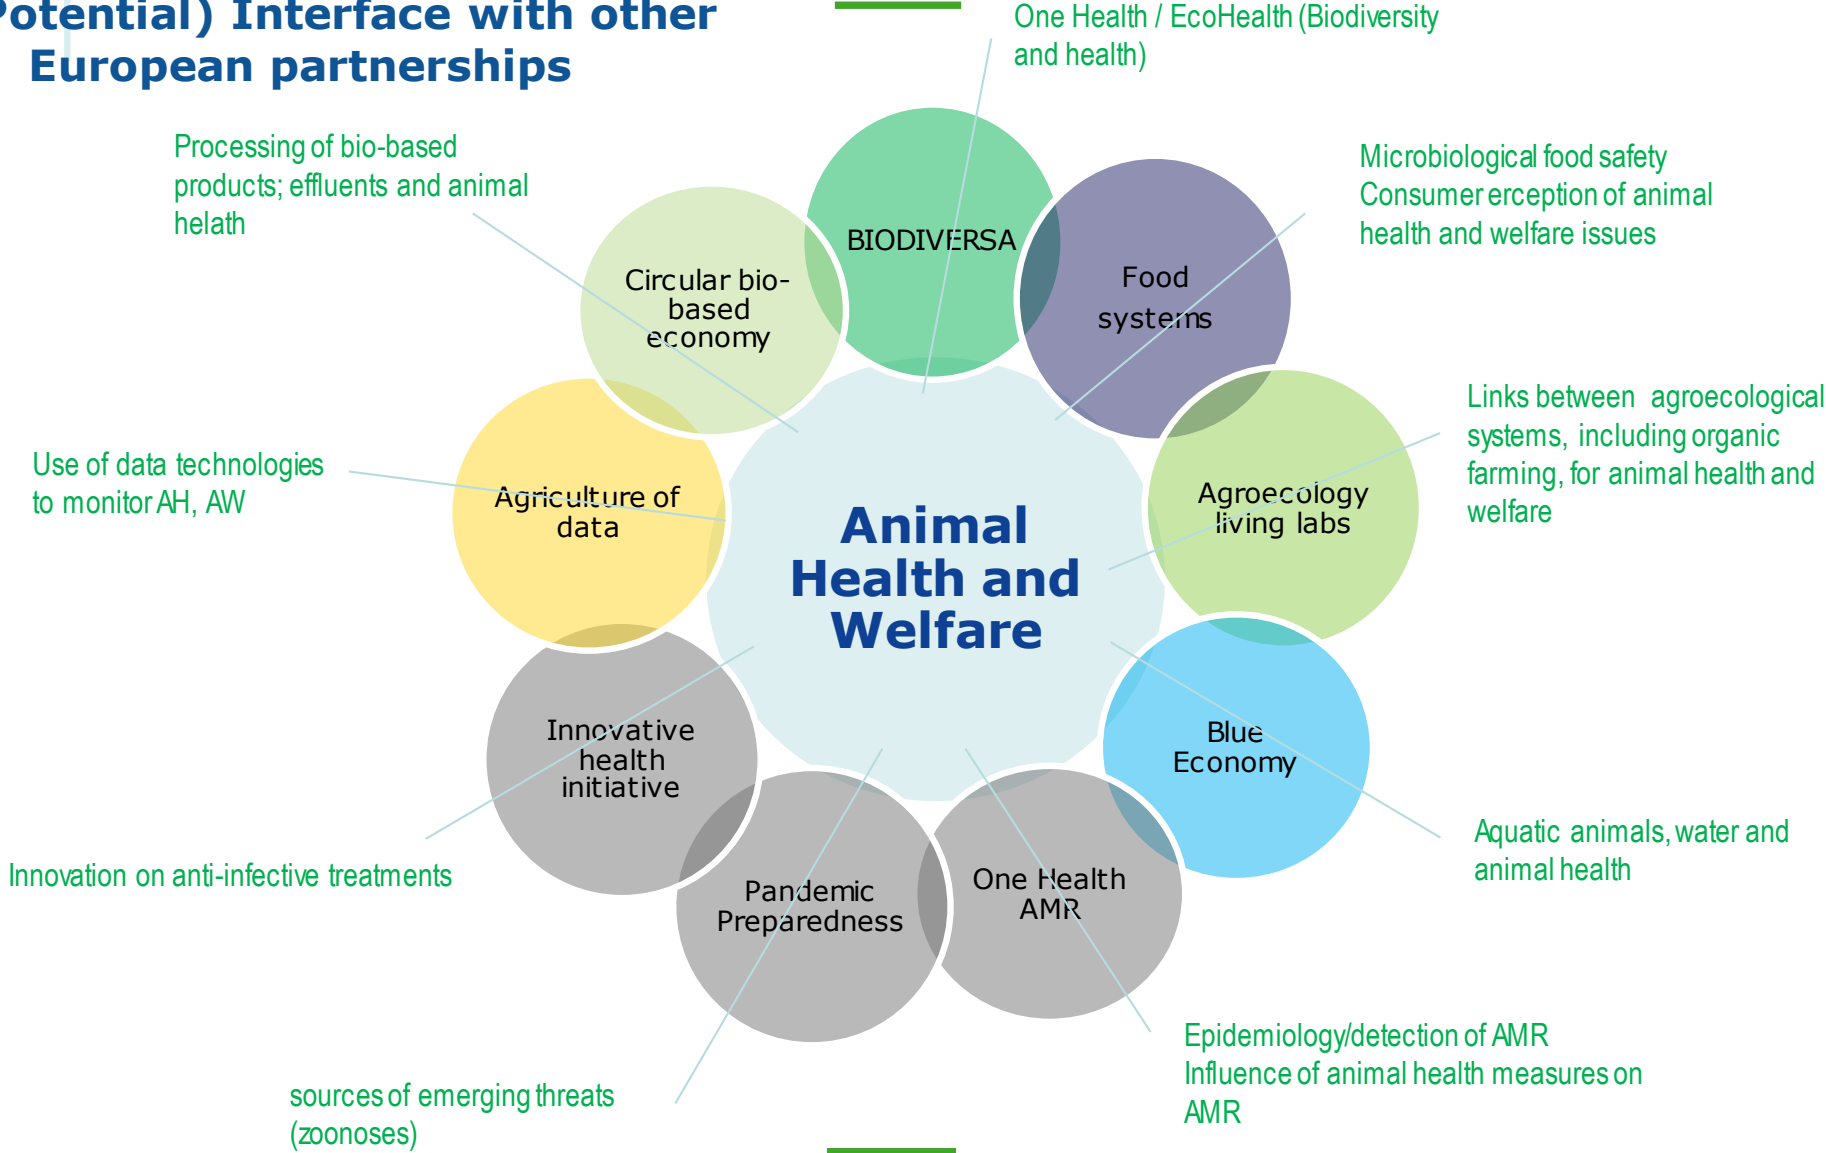 Potential) Interface with other
European partnerships
One Health / EcoHealth (Biodiversity
and health)
Processing of bio-based
products; effluents and animal
helath
Microbiological food safety
Consumer erception of animal
health and welfare issues
BIODIVERSA
Circular bio-
based
economy
Food
systems
Links between agroecological
systems, including organic
farming, for animal health and
welfare
Use of data technologies
to monitor AH, AW
Agriculture of
data
Agroecology
living labs
Animal
Health and
Welfare
Innovative
health
initiative
Blue
Economy
Aquatic animals, water and
animal health
Innovation on anti-infective treatments
Pandemic
Preparedness
One Health
AMR
Epidemiology/detection of AMR
Influence of animal health measures on
AMR
sources of emerging threats
(zoonoses)